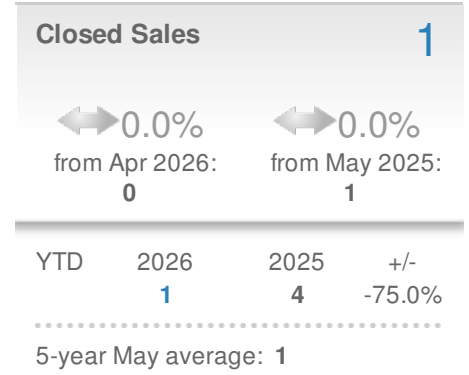 Closed Sales 1
0.0% 0.0%
from Apr 2026: from May 2025:
0 1
YTD 2026 2025 +/-
1 4 -75.0%
5-year May average: 1